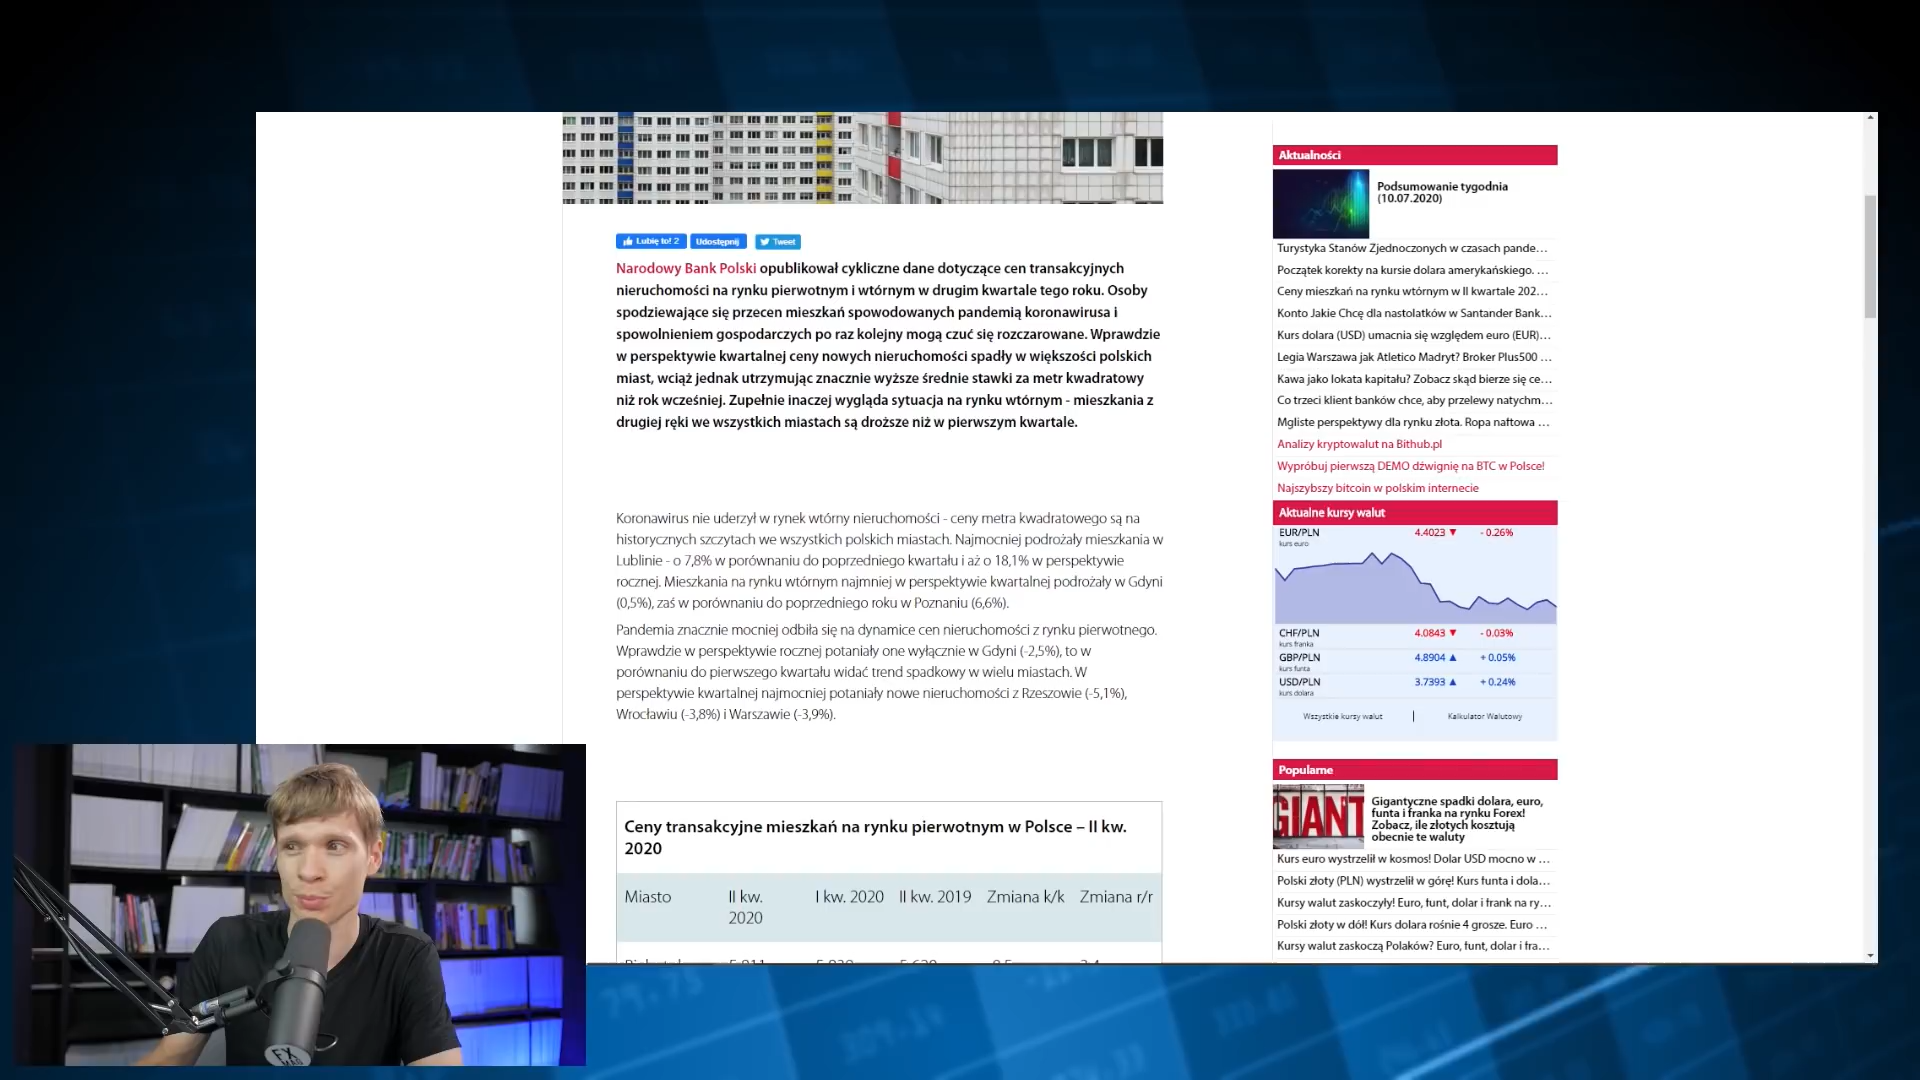 Lubię to! 2
Udostępnij
Tweet
Narodowy Bank Polski opublikował cykliczne dane dotyczące cen transakcyjnych
nieruchomości na rynku pierwotnym i wtórnym w drugim kwartale tego roku. Osoby
spodziewające się przecen mieszkań spowodowanych pandemią koronawirusa i
spowolnieniem gospodarczych po raz kolejny mogą czuć się rozczarowane. Wprawdzie
w perspektywie kwartalnej ceny nowych nieruchomości spadły w większości polskich
miast, wciąż jednak utrzymując znacznie wyższe średnie stawki za metr kwadratowy
niż rok wcześniej. Zupełnie inaczej wygląda sytuacja na rynku wtórnym - mieszkania z
drugiej ręki we wszystkich miastach są droższe niż w pierwszym kwartale.
Koronawirus nie uderzył w rynek wtórny nieruchomości - ceny metra kwadratowego są na
historycznych szczytach we wszystkich polskich miastach. Najmocniej podrożały mieszkania w
Lublinie - o 7,8% w porównaniu do poprzedniego kwartału i aż o 18,1% w perspektywie
rocznej. Mieszkania na rynku wtórnym najmniej w perspektywie kwartalnej podrożały w Gdyni
(0,5%), zaś w porównaniu do poprzedniego roku w Poznaniu (6,6%).
Pandemia znacznie mocniej odbiła się na dynamice cen nieruchomości z rynku pierwotnego.
Wprawdzie w perspektywie rocznej potaniały one wyłącznie w Gdyni (-2,5%), to w
porównaniu do pierwszego kwartału widać trend spadkowy w wielu miastach. W
perspektywie kwartalnej najmocniej potaniały nowe nieruchomości z Rzeszowie (-5,1%),
Wrocławiu (-3,8%) i Warszawie (-3,9%).
Ceny transakcyjne mieszkań na rynku pierwotnym w Polsce – II kw.
2020
Miasto II kw. 2020 I kw. 2020 II kw. 2019 Zmiana k/k Zmiana r/r
Aktualności
Podsumowanie tygodnia
(10.07.2020)
Turystyka Stanów Zjednoczonych w czasach pande...
Początek korekty na kursie dolara amerykańskiego. ...
Ceny mieszkań na rynku wtórnym w II kwartale 202...
Konto Jakie Chcę dla nastolatków w Santander Bank...
Kurs dolara (USD) umacnia się względem euro (EUR)...
Legia Warszawa jak Atletico Madryt? Broker Plus500 ...
Kawa jako lokata kapitału? Zobacz skąd bierze się ce...
Co trzeci klient banków chce, aby przelewy natychm...
Mgliste perspektywy dla rynku złota. Ropa naftowa ...
Analizy kryptowalut na Bithub.pl
Wypróbuj pierwszą DEMO dźwignię na BTC w Polsce!
Najszybszy bitcoin w polskim internecie
Aktualne kursy walut
EUR/PLN 4.4023 ▼ - 0.26%
kurs euro
CHF/PLN 4.0843 ▼ - 0.03%
kurs franka
GBP/PLN 4.8904 ▲ + 0.05%
kurs funta
USD/PLN 3.7393 ▲ + 0.24%
kurs dolara
Wszystkie kursy walut | Kalkulator Walutowy
Popularne
GIANT
Gigantyczne spadki dolara, euro,
funta i franka na rynku Forex!
Zobacz, ile złotych kosztują
obecnie te waluty
Kurs euro wystrzelił w kosmos! Dolar USD mocno w ...
Polski złoty (PLN) wystrzelił w górę! Kurs funta i dola...
Kursy walut zaskoczyły! Euro, funt, dolar i frank na ry...
Polski złoty w dół! Kurs dolara rośnie 4 grosze. Euro ...
Kursy walut zaskoczą Polaków? Euro, funt, dolar i fra...
FX
MAG